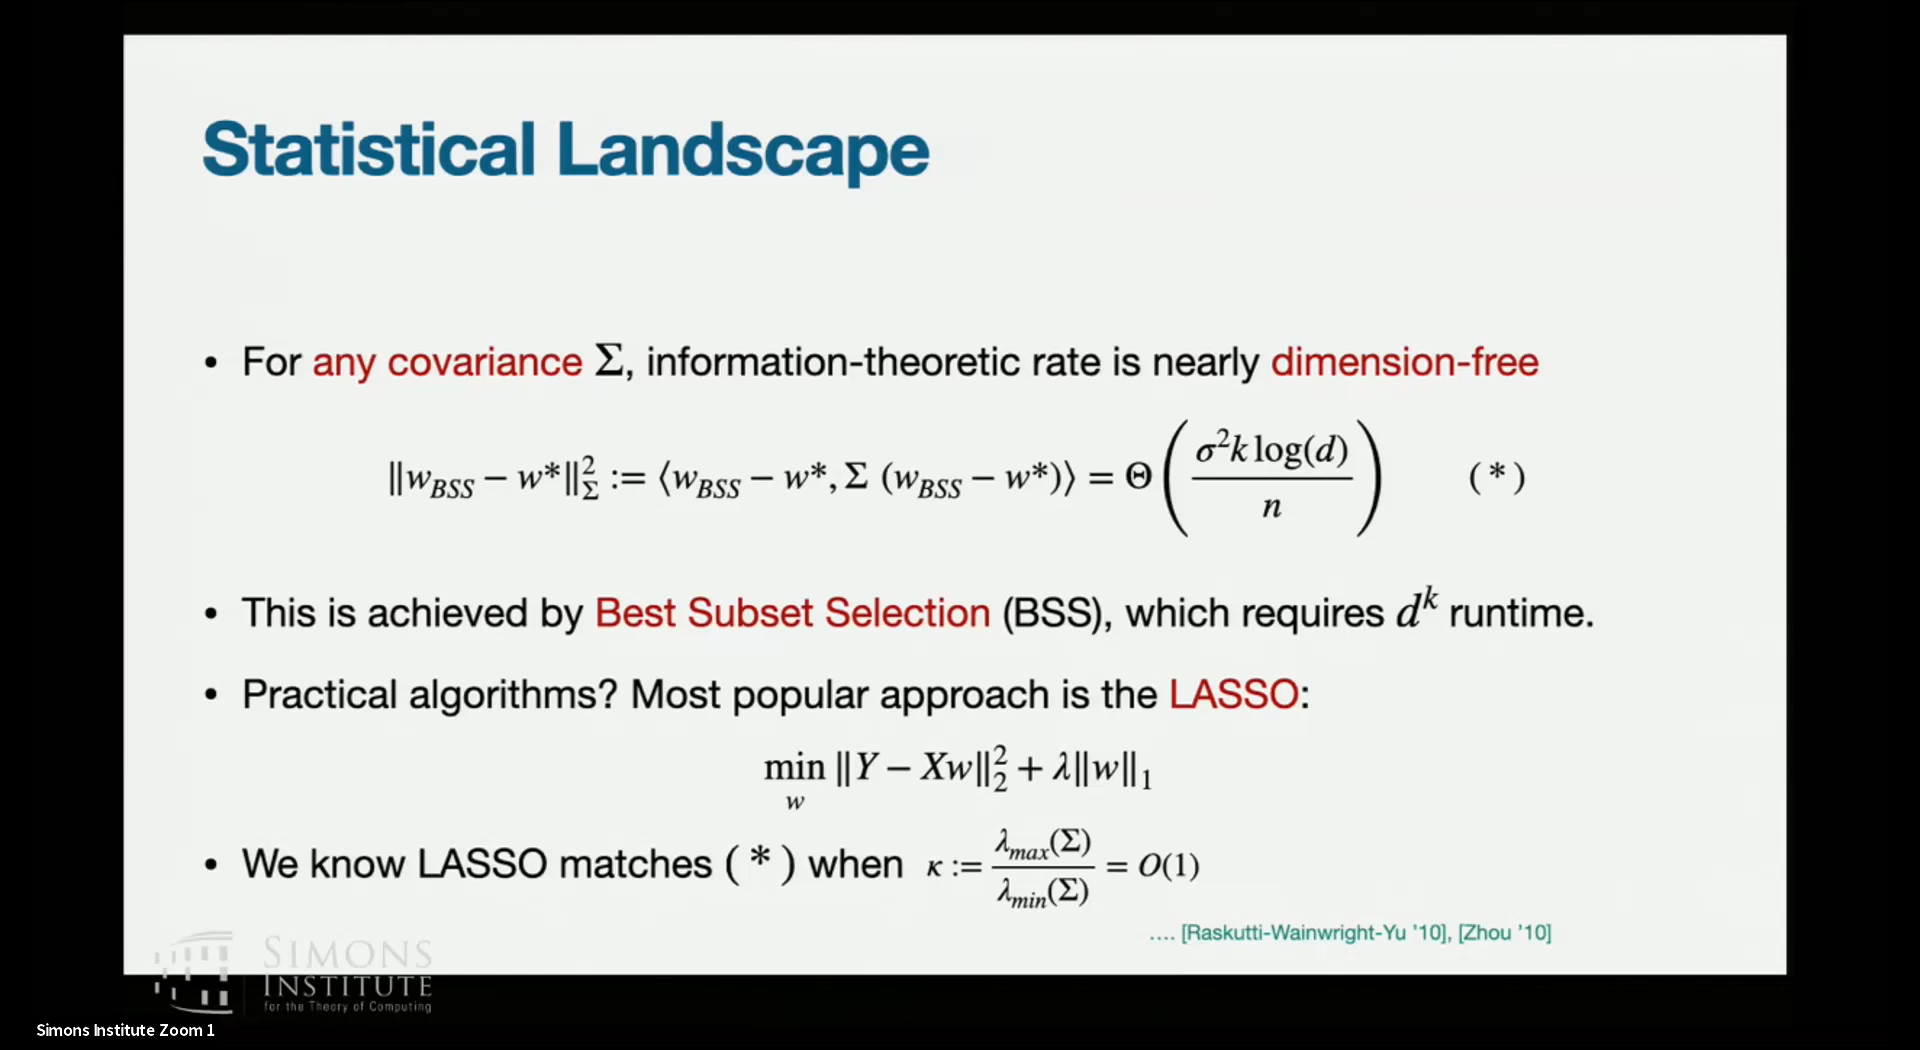 Statistical Landscape
• For any covariance Σ, information-theoretic rate is nearly dimension-free
‖w_BSS − w*‖²_Σ := ⟨w_BSS − w*, Σ (w_BSS − w*)⟩ = Θ(σ²k log(d) / n) (*)
• This is achieved by Best Subset Selection (BSS), which requires d^k runtime.
• Practical algorithms? Most popular approach is the LASSO:
min_w ‖Y − Xw‖²_2 + λ‖w‖_1
• We know LASSO matches (*) when κ := λ_max(Σ) / λ_min(Σ) = O(1)
.... [Raskutti-Wainwright-Yu ’10], [Zhou ’10]
SIMONS
INSTITUTE
for the Theory of Computing
Simons Institute Zoom 1